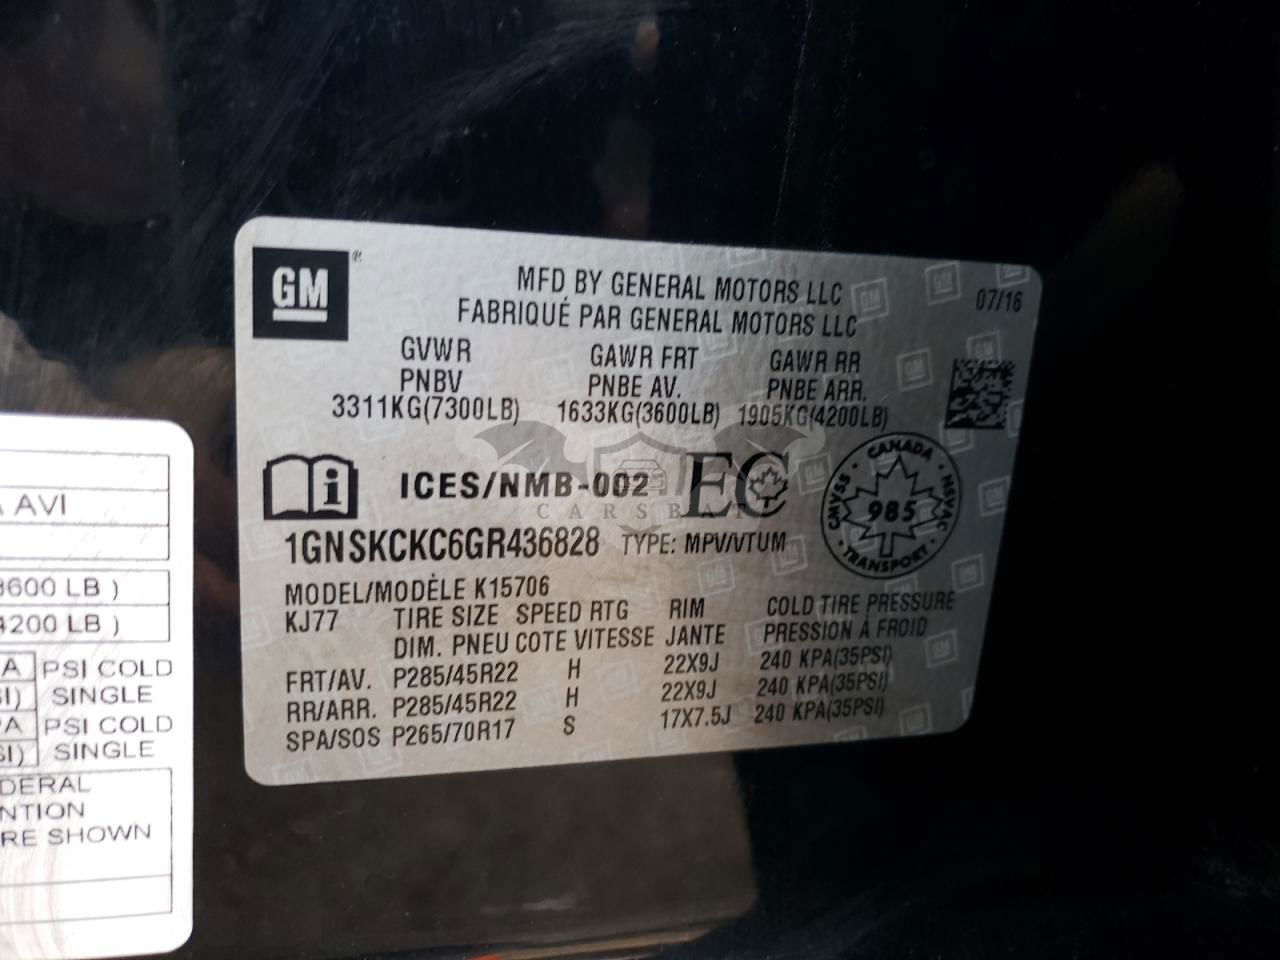 GM
®
MFD BY GENERAL MOTORS LLC
FABRIQUÉ PAR GENERAL MOTORS LLC
07/16
GVWR GAWR FRT GAWR RR
PNBV PNBE AV. PNBE ARR.
3311KG(7300LB) 1633KG(3600LB) 1905KG(4200LB)
i ICES/NMB-002 EC
CARSBAT
CANADA
CMVSS 985 NSVAC
TRANSPORT
1GNSKCKC6GR436828 TYPE: MPV/VTUM
MODEL/MODÈLE K15706
KJ77 TIRE SIZE SPEED RTG RIM COLD TIRE PRESSURE
DIM. PNEU COTE VITESSE JANTE PRESSION À FROID
FRT/AV. P285/45R22 H 22X9J 240 KPA(35PSI)
RR/ARR. P285/45R22 H 22X9J 240 KPA(35PSI)
SPA/SOS P265/70R17 S 17X7.5J 240 KPA(35PSI)
A AVI
3600 LB )
4200 LB )
A PSI COLD
SI) SINGLE
PA PSI COLD
SI) SINGLE
DERAL
NTION
RE SHOWN